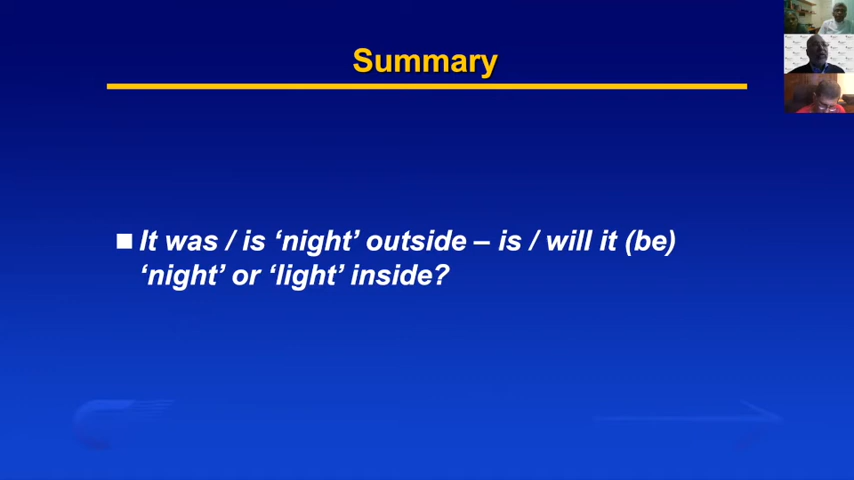 Summary
It was / is ‘night’ outside – is / will it (be)
‘night’ or ‘light’ inside?